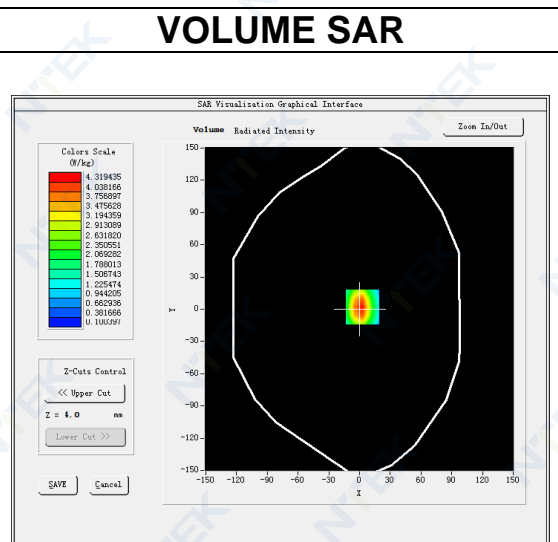 VOLUME SAR
SAR Visualisation Graphical Interface
Volume Radiated Intensity
Zoom In/Out
Colors Scale
(W/kg)
4.319435
4.038166
3.756897
3.475628
3.194359
2.913089
2.631820
2.350551
2.069282
1.788013
1.506743
1.225474
0.944205
0.662936
0.381666
0.100397
Z-Cuts Control
<< Upper Cut
Z = 4.0 mm
Lower Cut >>
SAVE Cancel
150
120
90
60
30
Y
0
-30
-60
-90
-120
-150
-150 -120 -90 -60 -30 0 30 60 90 120 150
X
NTEK